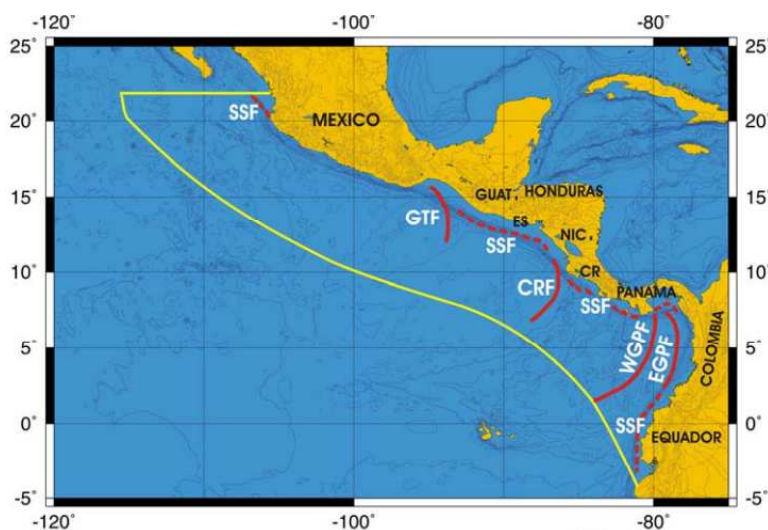 -120° -100° -80°
25° 25°
SSF
20° MEXICO 20°
15° GUAT. HONDURAS 15°
GTF ES
SSF NIC.
10° CR 10°
CRF SSF PANAMA
5° WGPF EGPF COLOMBIA 5°
0° SSF EQUADOR 0°
-5° -5°
-120° -100° -80°